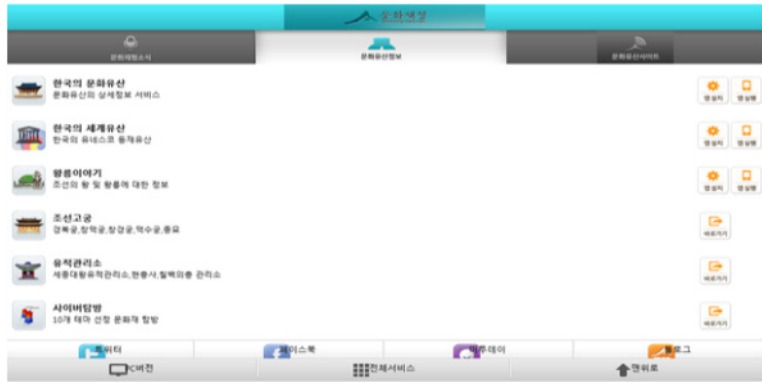 문화재청
문화재청소식
문화유산정보
문화유산사이트
한국의 문화유산
문화유산의 상세정보 서비스
앱설치
앱실행
한국의 세계유산
한국의 유네스코 등재유산
앱설치
앱실행
왕릉이야기
조선의 왕 및 왕릉에 대한 정보
앱설치
앱실행
조선고궁
경복궁,창덕궁,창경궁,덕수궁,종묘
바로가기
유적관리소
세종대왕유적관리소,현충사,칠백의총 관리소
바로가기
사이버탐방
10개 테마 선정 문화재 탐방
바로가기
트위터
페이스북
미투데이
블로그
PC버전
전체서비스
맨위로